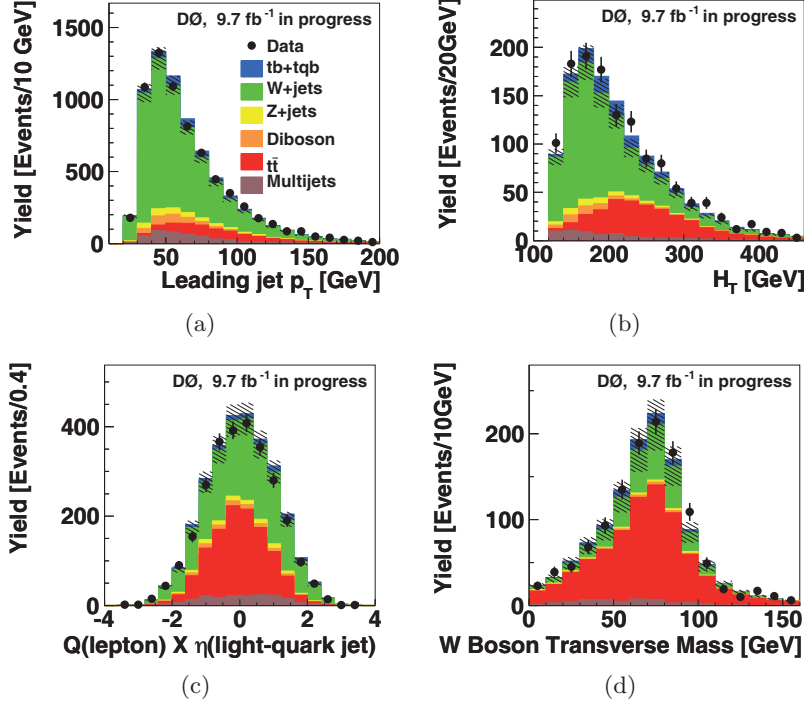 DØ, 9.7 fb⁻¹ in progress
Yield [Events/10 GeV]
1500
1000
500
0
Data
tb+tqb
W+jets
Z+jets
Diboson
tt̄
Multijets
50 100 150 200
Leading jet p_T [GeV]
(a)
DØ, 9.7 fb⁻¹ in progress
Yield [Events/20GeV]
200
150
100
50
0
100 200 300 400
H_T [GeV]
(b)
DØ, 9.7 fb⁻¹ in progress
Yield [Events/0.4]
400
200
0
-4 -2 0 2 4
Q(lepton) X η(light-quark jet)
(c)
DØ, 9.7 fb⁻¹ in progress
Yield [Events/10GeV]
200
100
0
0 50 100 150
W Boson Transverse Mass [GeV]
(d)